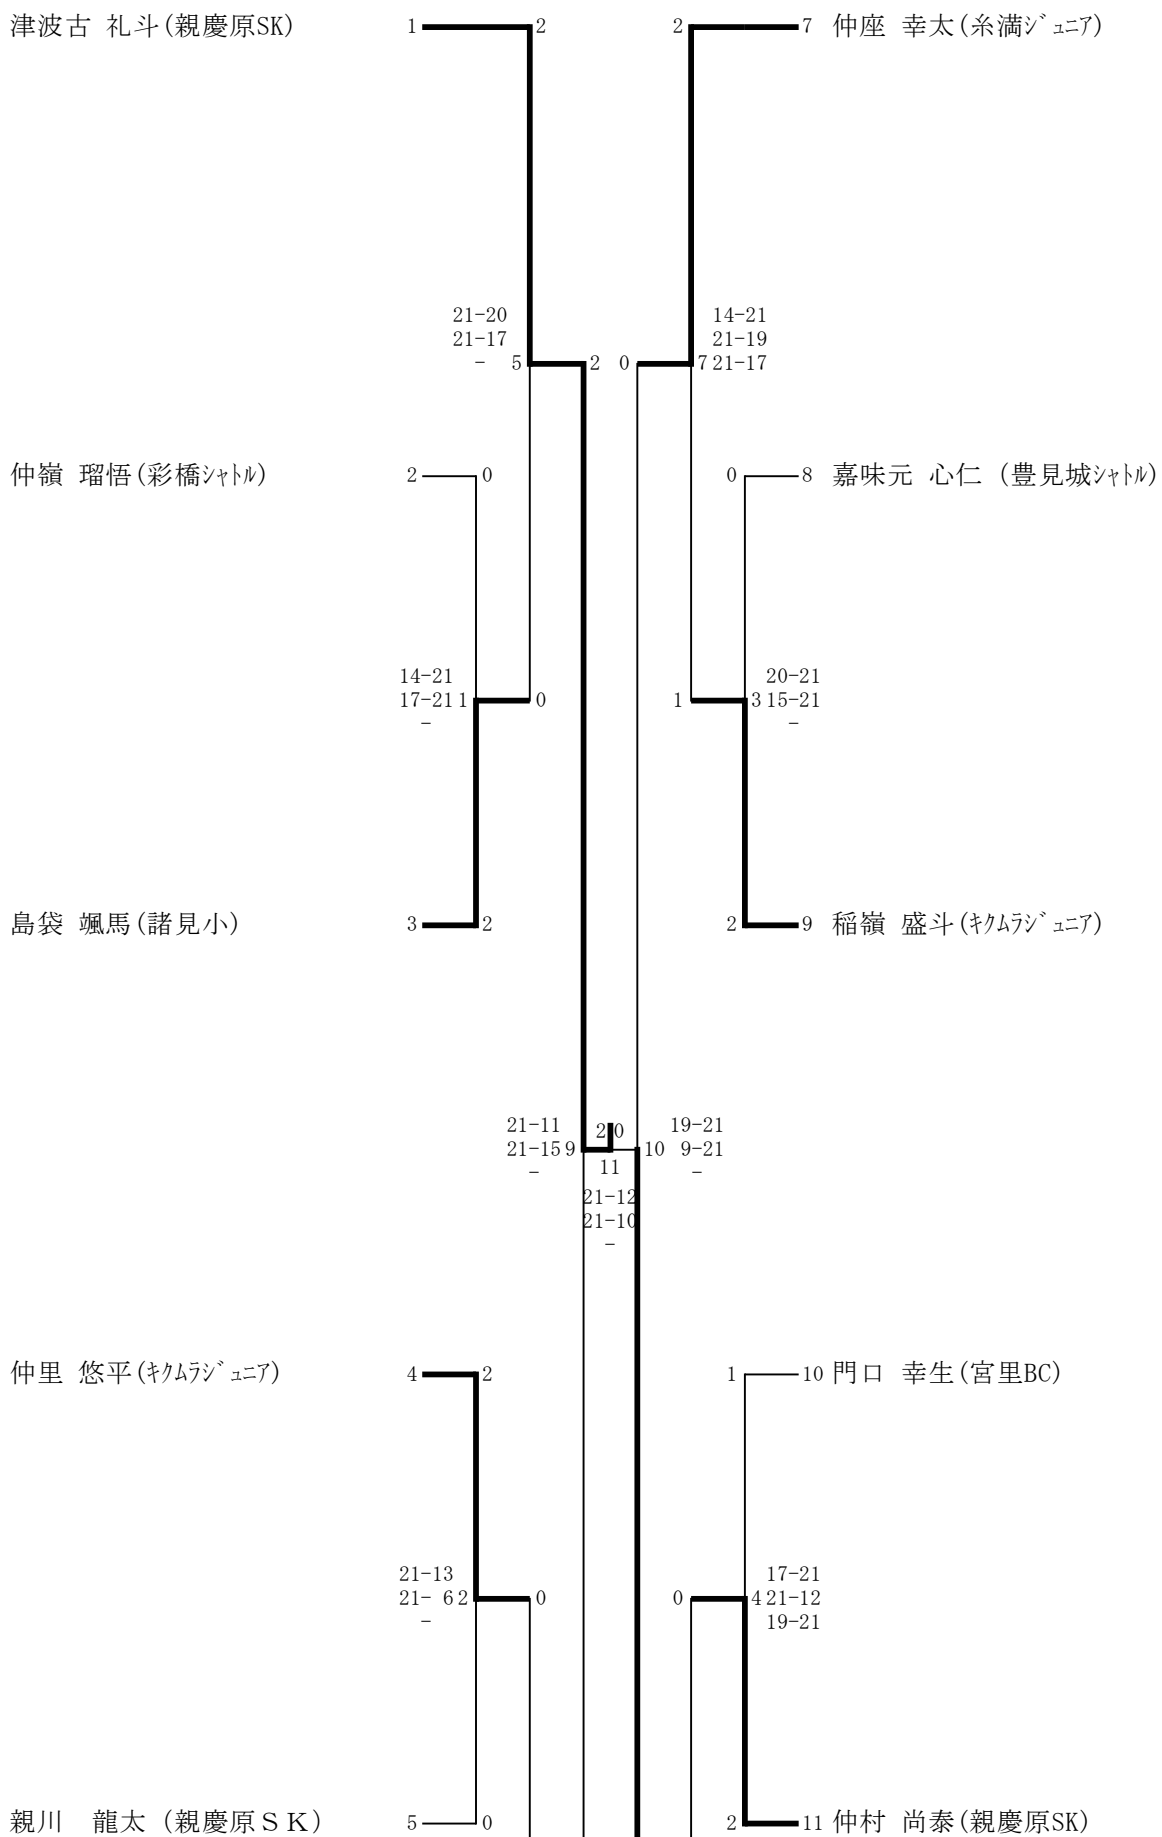 津波古 礼斗(親慶原SK) 1 2 2 7 仲座 幸太(糸満ｼﾞｭﾆｱ)
21-20 14-21
21-17 21-19
- 5 2 0 7 21-17
仲嶺 瑠悟(彩橋ｼｬﾄﾙ) 2 0 0 8 嘉味元 心仁 (豊見城ｼｬﾄﾙ)
14-21 20-21
17-21 1 0 1 3 15-21
- -
島袋 颯馬(諸見小) 3 2 2 9 稲嶺 盛斗(ｷｸﾑﾗｼﾞｭﾆｱ)
21-11 2 0 19-21
21-15 9 10 9-21
- 11 -
21-12
21-10
-
仲里 悠平(ｷｸﾑﾗｼﾞｭﾆｱ) 4 2 1 10 門口 幸生(宮里BC)
21-13 17-21
21- 6 2 0 0 4 21-12
- 19-21
親川　龍太 (親慶原ＳＫ) 5 0 2 11 仲村 尚泰(親慶原SK)